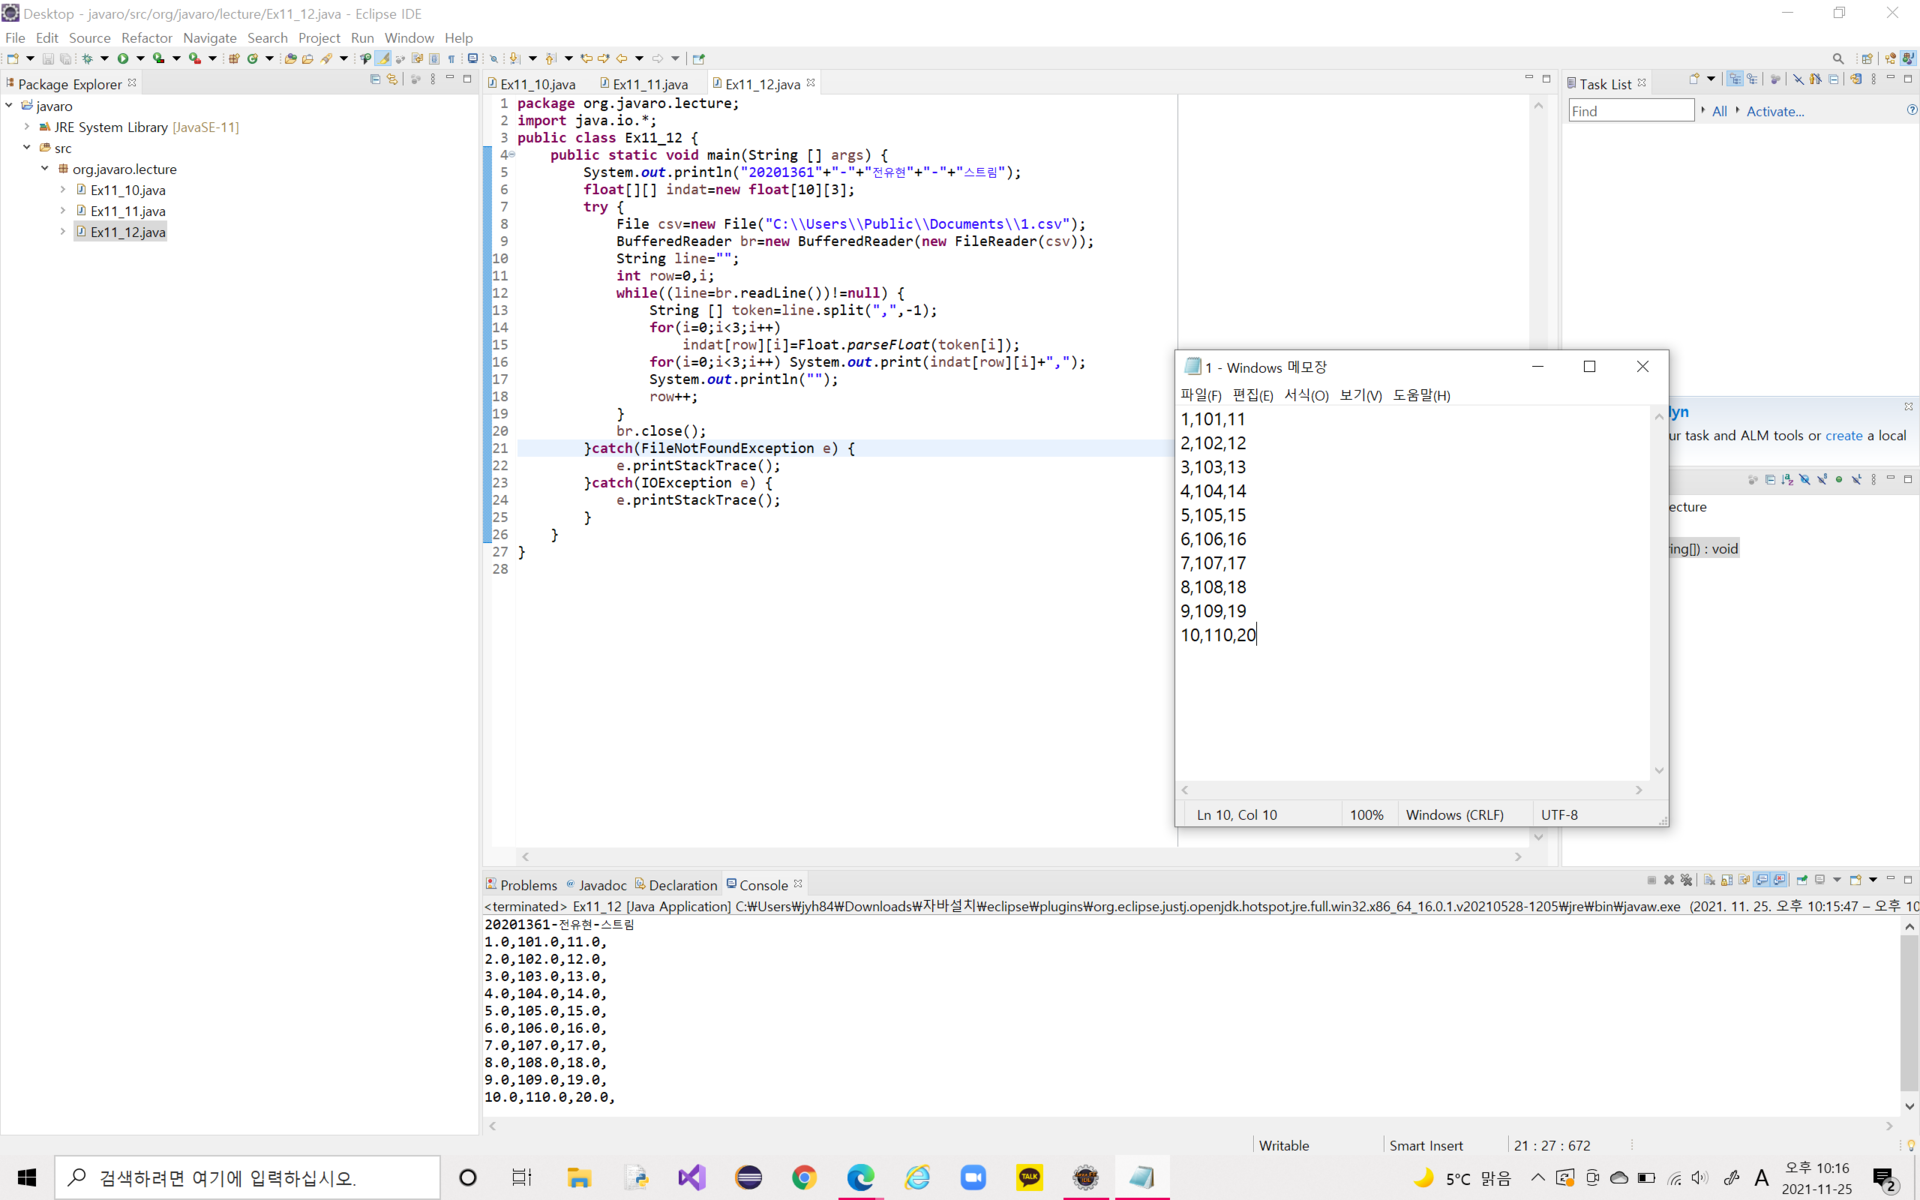 Desktop - javaro/src/org/javaro/lecture/Ex11_12.java - Eclipse IDE
File Edit Source Refactor Navigate Search Project Run Window Help
Package Explorer
javaro
JRE System Library [JavaSE-11]
src
org.javaro.lecture
Ex11_10.java
Ex11_11.java
Ex11_12.java
Ex11_10.java Ex11_11.java Ex11_12.java
1 package org.javaro.lecture;
2 import java.io.*;
3 public class Ex11_12 {
4 public static void main(String [] args) {
5 System.out.println("20201361"+"-"+"전유현"+"-"+"스트림");
6 float[][] indat=new float[10][3];
7 try {
8 File csv=new File("C:\\Users\\Public\\Documents\\1.csv");
9 BufferedReader br=new BufferedReader(new FileReader(csv));
10 String line="";
11 int row=0,i;
12 while((line=br.readLine())!=null) {
13 String [] token=line.split(",",-1);
14 for(i=0;i<3;i++)
15 indat[row][i]=Float.parseFloat(token[i]);
16 for(i=0;i<3;i++) System.out.print(indat[row][i]+",");
17 System.out.println("");
18 row++;
19 }
20 br.close();
21 }catch(FileNotFoundException e) {
22 e.printStackTrace();
23 }catch(IOException e) {
24 e.printStackTrace();
25 }
26 }
27 }
28
Task List
Find All Activate...
lyn
ur task and ALM tools or create a local
ecture
ing[]) : void
1 - Windows 메모장
파일(F) 편집(E) 서식(O) 보기(V) 도움말(H)
1,101,11
2,102,12
3,103,13
4,104,14
5,105,15
6,106,16
7,107,17
8,108,18
9,109,19
10,110,20
Ln 10, Col 10 100% Windows (CRLF) UTF-8
Problems Javadoc Declaration Console
<terminated> Ex11_12 [Java Application] C:₩Users₩jyh84₩Downloads₩자바설치₩eclipse₩plugins₩org.eclipse.justj.openjdk.hotspot.jre.full.win32.x86_64_16.0.1.v20210528-1205₩jre₩bin₩javaw.exe (2021. 11. 25. 오후 10:15:47 – 오후 10
20201361-전유현-스트림
1.0,101.0,11.0,
2.0,102.0,12.0,
3.0,103.0,13.0,
4.0,104.0,14.0,
5.0,105.0,15.0,
6.0,106.0,16.0,
7.0,107.0,17.0,
8.0,108.0,18.0,
9.0,109.0,19.0,
10.0,110.0,20.0,
Writable Smart Insert 21 : 27 : 672
검색하려면 여기에 입력하십시오.
TALK
5°C 맑음
A
오후 10:16
2021-11-25
2